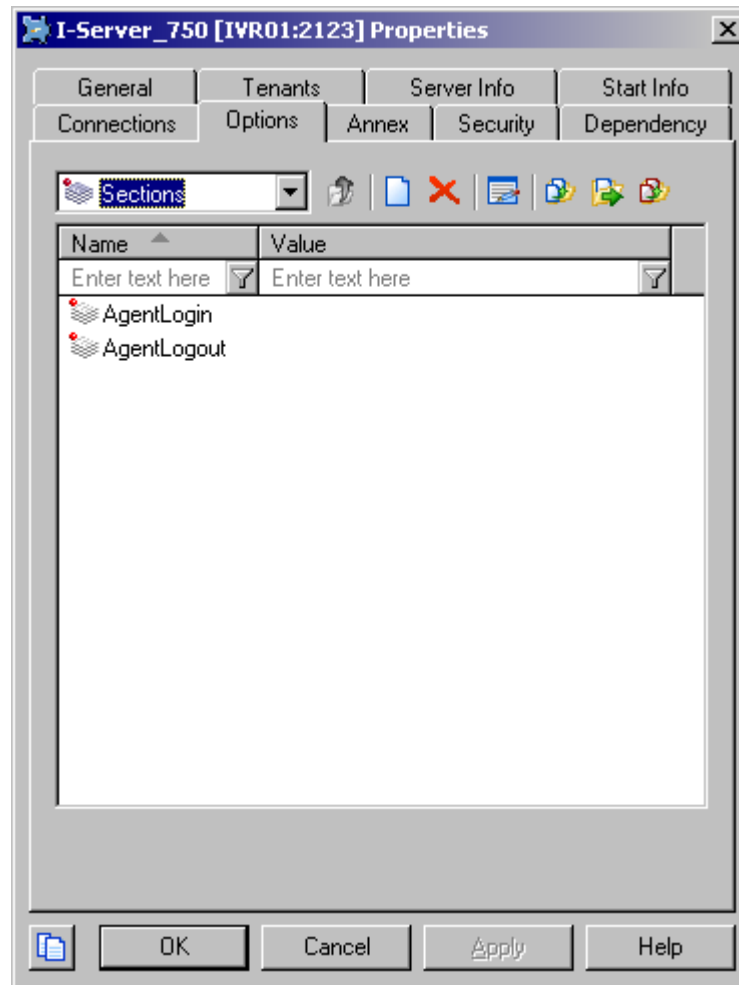 I-Server_750 [IVR01:2123] Properties
General Tenants Server Info Start Info
Connections Options Annex Security Dependency
Sections
Name Value
Enter text here Enter text here
AgentLogin
AgentLogout
OK Cancel Apply Help